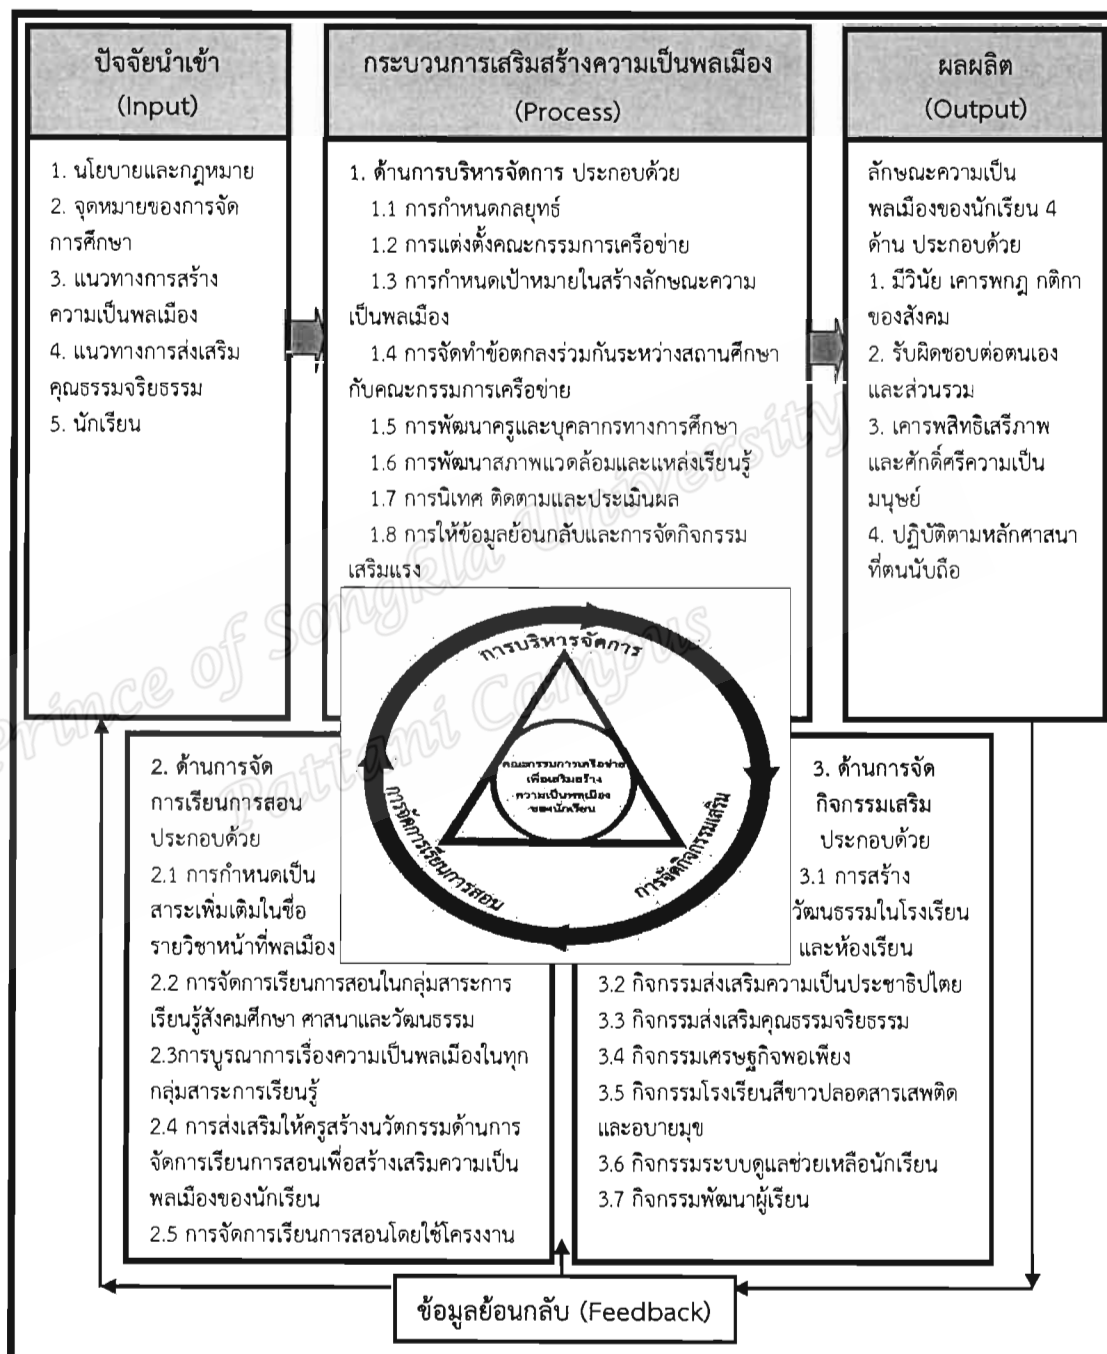 ปัจจัยนำเข้า
(Input)
1. นโยบายและกฎหมาย
2. จุดหมายของการจัด
การศึกษา
3. แนวทางการสร้าง
ความเป็นพลเมือง
4. แนวทางการส่งเสริม
คุณธรรมจริยธรรม
5. นักเรียน
กระบวนการเสริมสร้างความเป็นพลเมือง
(Process)
1. ด้านการบริหารจัดการ ประกอบด้วย
1.1 การกำหนดกลยุทธ์
1.2 การแต่งตั้งคณะกรรมการเครือข่าย
1.3 การกำหนดเป้าหมายในสร้างลักษณะความ
เป็นพลเมือง
1.4 การจัดทำข้อตกลงร่วมกันระหว่างสถานศึกษา
กับคณะกรรมการเครือข่าย
1.5 การพัฒนาครูและบุคลากรทางการศึกษา
1.6 การพัฒนาสภาพแวดล้อมและแหล่งเรียนรู้
1.7 การนิเทศ ติดตามและประเมินผล
1.8 การให้ข้อมูลย้อนกลับและการจัดกิจกรรม
เสริมแรง
ผลผลิต
(Output)
ลักษณะความเป็น
พลเมืองของนักเรียน 4
ด้าน ประกอบด้วย
1. มีวินัย เคารพกฎ กติกา
ของสังคม
2. รับผิดชอบต่อตนเอง
และส่วนรวม
3. เคารพสิทธิเสรีภาพ
และศักดิ์ศรีความเป็น
มนุษย์
4. ปฏิบัติตามหลักศาสนา
ที่ตนนับถือ
การบริหารจัดการ
คณะกรรมการเครือข่าย
เพื่อเสริมสร้าง
ความเป็นพลเมือง
ของนักเรียน
การจัดการเรียนการสอน
การจัดกิจกรรมเสริม
2. ด้านการจัด
การเรียนการสอน
ประกอบด้วย
2.1 การกำหนดเป็น
สาระเพิ่มเติมในชื่อ
รายวิชาหน้าที่พลเมือง
2.2 การจัดการเรียนการสอนในกลุ่มสาระการ
เรียนรู้สังคมศึกษา ศาสนาและวัฒนธรรม
2.3การบูรณาการเรื่องความเป็นพลเมืองในทุก
กลุ่มสาระการเรียนรู้
2.4 การส่งเสริมให้ครูสร้างนวัตกรรมด้านการ
จัดการเรียนการสอนเพื่อสร้างเสริมความเป็น
พลเมืองของนักเรียน
2.5 การจัดการเรียนการสอนโดยใช้โครงงาน
3. ด้านการจัด
กิจกรรมเสริม
ประกอบด้วย
3.1 การสร้าง
วัฒนธรรมในโรงเรียน
และห้องเรียน
3.2 กิจกรรมส่งเสริมความเป็นประชาธิปไตย
3.3 กิจกรรมส่งเสริมคุณธรรมจริยธรรม
3.4 กิจกรรมเศรษฐกิจพอเพียง
3.5 กิจกรรมโรงเรียนสีขาวปลอดสารเสพติด
และอบายมุข
3.6 กิจกรรมระบบดูแลช่วยเหลือนักเรียน
3.7 กิจกรรมพัฒนาผู้เรียน
ข้อมูลย้อนกลับ (Feedback)
Prince of Songkla University
Pattani Campus